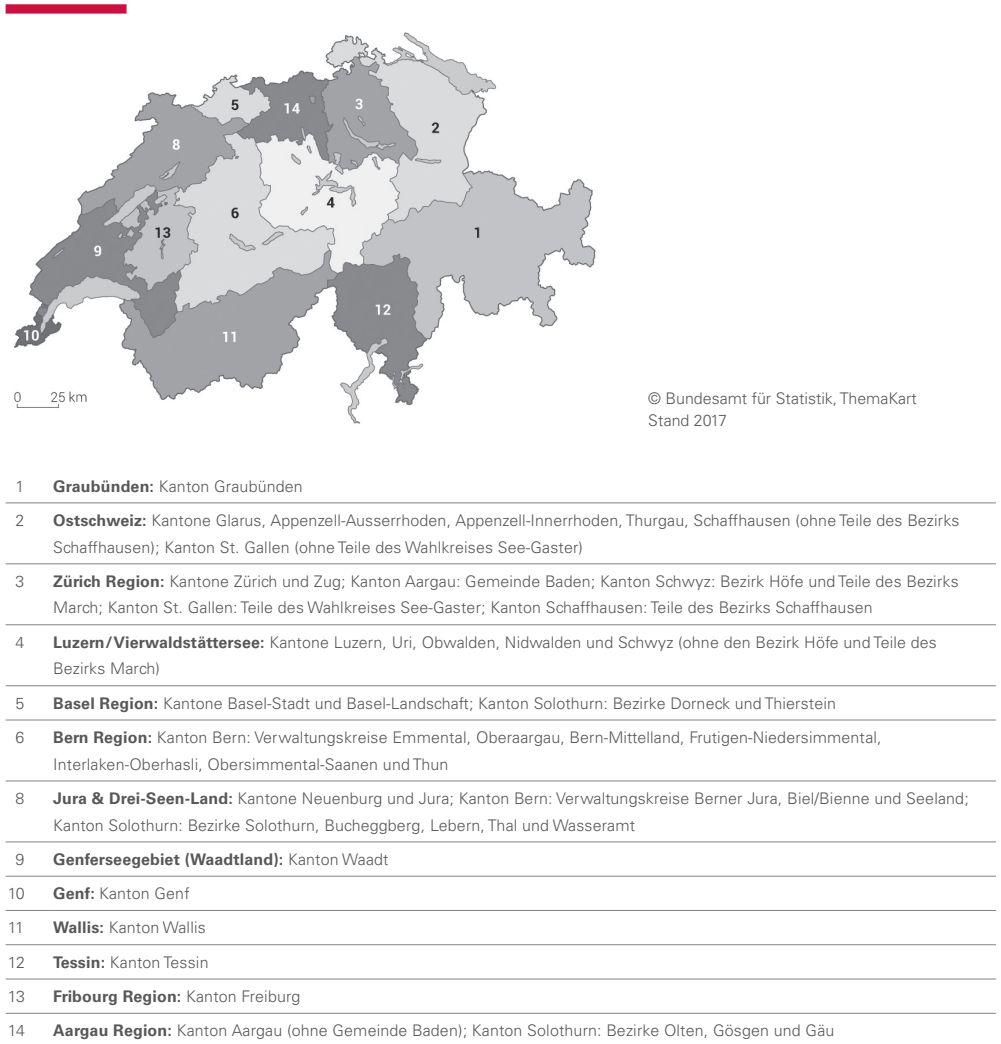 5
14
3
2
8
6
4
13
1
9
12
11
10
0 25 km
© Bundesamt für Statistik, ThemaKart
Stand 2017
1 Graubünden: Kanton Graubünden
2 Ostschweiz: Kantone Glarus, Appenzell-Ausserrhoden, Appenzell-Innerrhoden, Thurgau, Schaffhausen (ohne Teile des Bezirks
Schaffhausen); Kanton St. Gallen (ohne Teile des Wahlkreises See-Gaster)
3 Zürich Region: Kantone Zürich und Zug; Kanton Aargau: Gemeinde Baden; Kanton Schwyz: Bezirk Höfe und Teile des Bezirks
March; Kanton St. Gallen: Teile des Wahlkreises See-Gaster; Kanton Schaffhausen: Teile des Bezirks Schaffhausen
4 Luzern/Vierwaldstättersee: Kantone Luzern, Uri, Obwalden, Nidwalden und Schwyz (ohne den Bezirk Höfe und Teile des
Bezirks March)
5 Basel Region: Kantone Basel-Stadt und Basel-Landschaft; Kanton Solothurn: Bezirke Dorneck und Thierstein
6 Bern Region: Kanton Bern: Verwaltungskreise Emmental, Oberaargau, Bern-Mittelland, Frutigen-Niedersimmental,
Interlaken-Oberhasli, Obersimmental-Saanen und Thun
8 Jura & Drei-Seen-Land: Kantone Neuenburg und Jura; Kanton Bern: Verwaltungskreise Berner Jura, Biel/Bienne und Seeland;
Kanton Solothurn: Bezirke Solothurn, Bucheggberg, Lebern, Thal und Wasseramt
9 Genferseegebiet (Waadtland): Kanton Waadt
10 Genf: Kanton Genf
11 Wallis: Kanton Wallis
12 Tessin: Kanton Tessin
13 Fribourg Region: Kanton Freiburg
14 Aargau Region: Kanton Aargau (ohne Gemeinde Baden); Kanton Solothurn: Bezirke Olten, Gösgen und Gäu